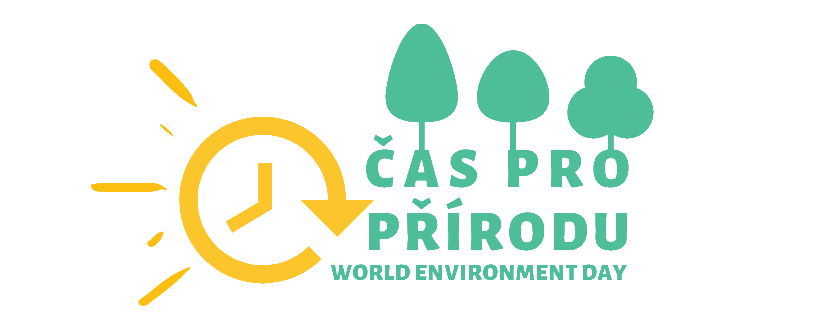 ČAS PRO
PŘÍRODU
WORLD ENVIRONMENT DAY